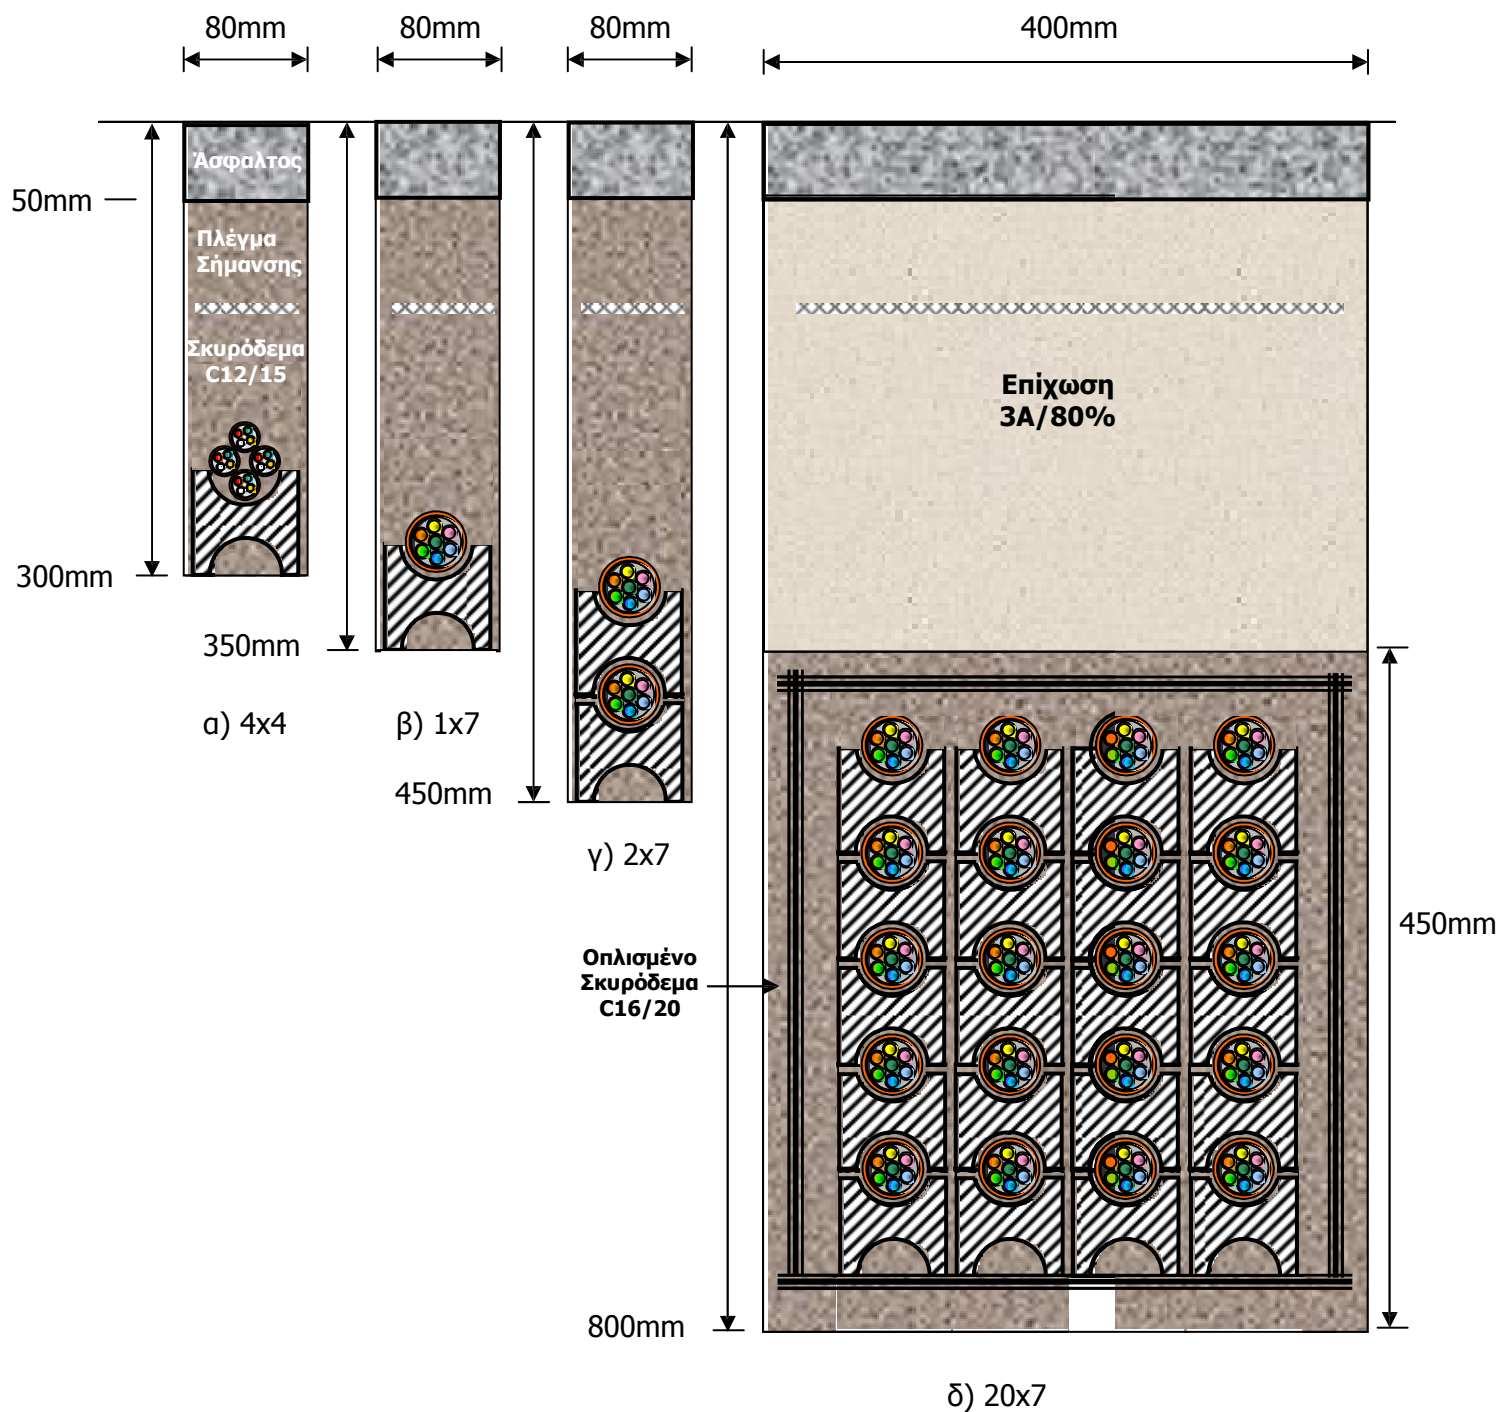 80mm
80mm
80mm
400mm
Άσφαλτος
50mm
Πλέγμα
Σήμανσης
Σκυρόδεμα
C12/15
Επίχωση
3Α/80%
300mm
350mm
α) 4x4
β) 1x7
450mm
γ) 2x7
450mm
Οπλισμένο
Σκυρόδεμα
C16/20
800mm
δ) 20x7